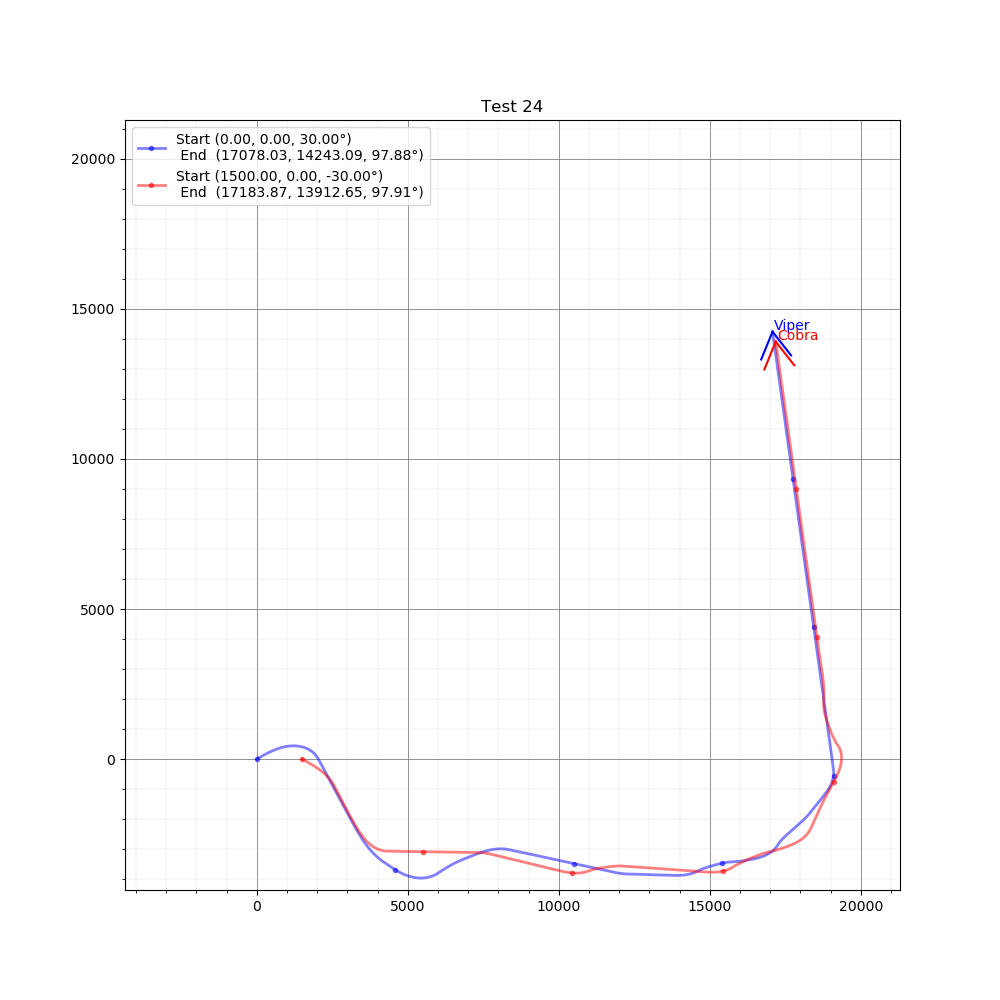 Test 24
Start (0.00, 0.00, 30.00°)
End (17078.03, 14243.09, 97.88°)
Start (1500.00, 0.00, -30.00°)
End (17183.87, 13912.65, 97.91°)
20000
15000
Viper
Cobra
10000
5000
0
0
5000
10000
15000
20000